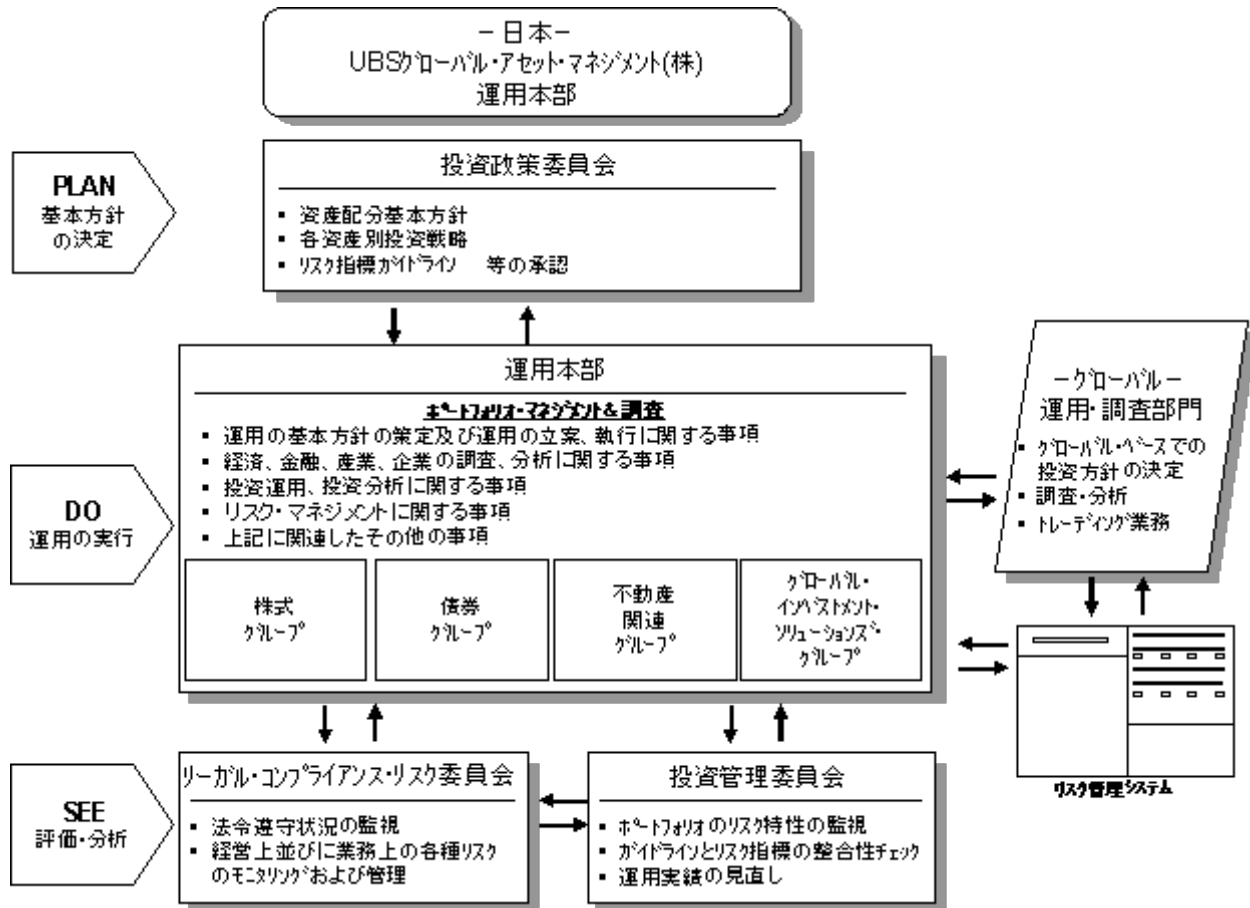 －日本－
UBSｸﾞﾛｰﾊﾞﾙ･ｱｾｯﾄ･ﾏﾈｼﾞﾒﾝﾄ(株)
運用本部
PLAN
基本方針
の決定
投資政策委員会
▪ 資産配分基本方針
▪ 各資産別投資戦略
▪ ﾘｽｸ指標ｶﾞｲﾄﾞﾗｲﾝ 等の承認
DO
運用の実行
運用本部
ﾎﾟｰﾄﾌｫﾘｵ･ﾏﾈｼﾞﾒﾝﾄ&調査
▪ 運用の基本方針の策定及び運用の立案、執行に関する事項
▪ 経済、金融、産業、企業の調査、分析に関する事項
▪ 投資運用、投資分析に関する事項
▪ リスク・マネジメントに関する事項
▪ 上記に関連したその他の事項
株式
ｸﾞﾙｰﾌﾟ
債券
ｸﾞﾙｰﾌﾟ
不動産
関連
ｸﾞﾙｰﾌﾟ
ｸﾞﾛｰﾊﾞﾙ･
ｲﾝﾍﾞｽﾄﾒﾝﾄ･
ｿﾘｭｰｼｮﾝｽﾞ･
ｸﾞﾙｰﾌﾟ
－ｸﾞﾛｰﾊﾞﾙ－
運用･調査部門
▪ ｸﾞﾛｰﾊﾞﾙ･ﾍﾞｰｽでの
投資方針の決定
▪ 調査･分析
▪ ﾄﾚｰﾃﾞｨﾝｸﾞ業務
ﾘｽｸ管理ｼｽﾃﾑ
SEE
評価･分析
ﾘｰｶﾞﾙ･ｺﾝﾌﾟﾗｲｱﾝｽ･ﾘｽｸ委員会
▪ 法令遵守状況の監視
▪ 経営上並びに業務上の各種ﾘｽｸ
のﾓﾆﾀﾘﾝｸﾞおよび管理
投資管理委員会
▪ ﾎﾟｰﾄﾌｫﾘｵのﾘｽｸ特性の監視
▪ ｶﾞｲﾄﾞﾗｲﾝとﾘｽｸ指標の整合性ﾁｪｯｸ
▪ 運用実績の見直し